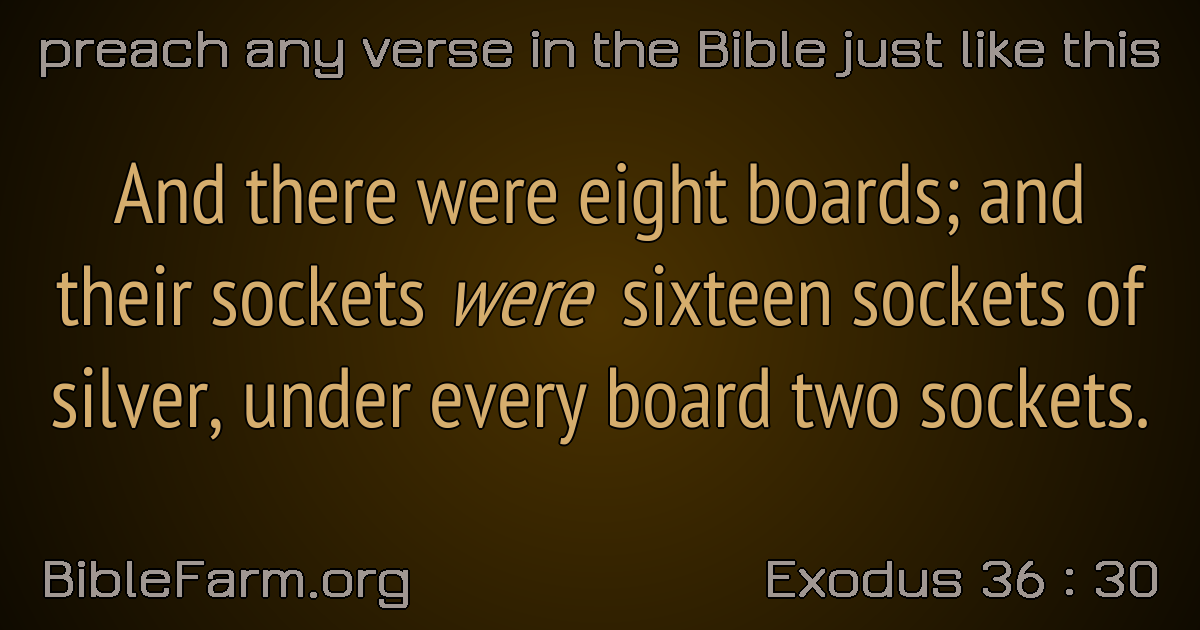 preach any verse in the Bible just like this
And there were eight boards; and
their sockets were sixteen sockets of
silver, under every board two sockets.
BibleFarm.org
Exodus 36 : 30